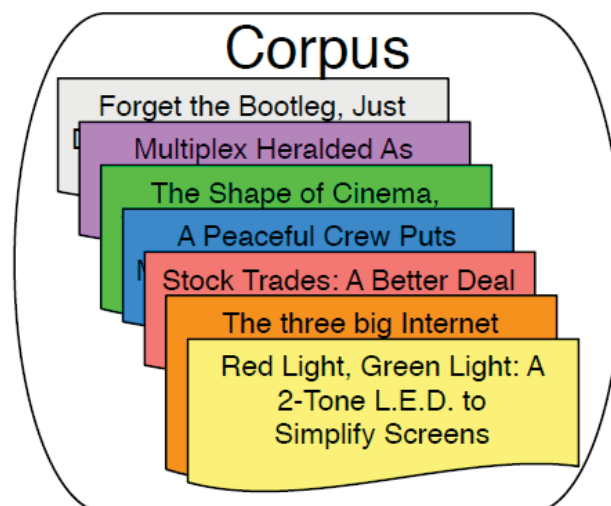 Corpus
Forget the Bootleg, Just
Multiplex Heralded As
The Shape of Cinema,
A Peaceful Crew Puts
Stock Trades: A Better Deal
The three big Internet
Red Light, Green Light: A
2-Tone L.E.D. to
Simplify Screens